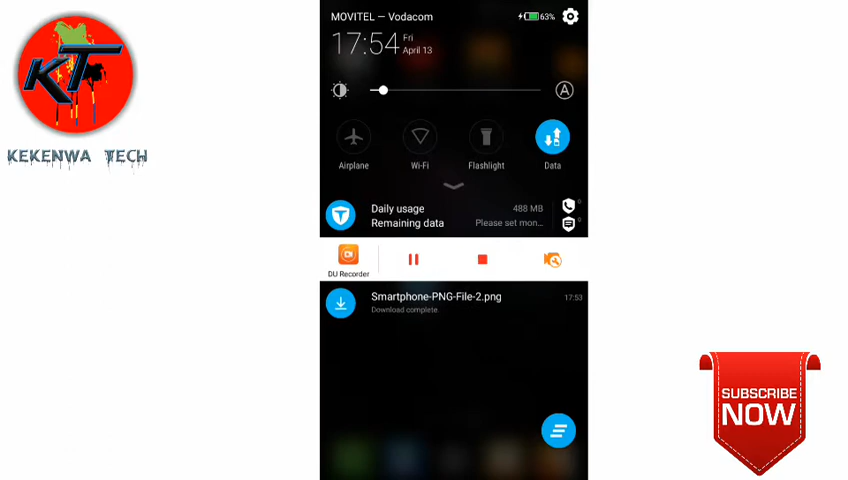 KT
KEKENWA TECH
MOVITEL — Vodacom
63%
17:54
Fri
April 13
A
Airplane
Wi-Fi
Flashlight
Data
Daily usage
488 MB
Remaining data
Please set mon...
0
0
DU Recorder
Smartphone-PNG-File-2.png
17:53
Download complete.
SUBSCRIBE
NOW